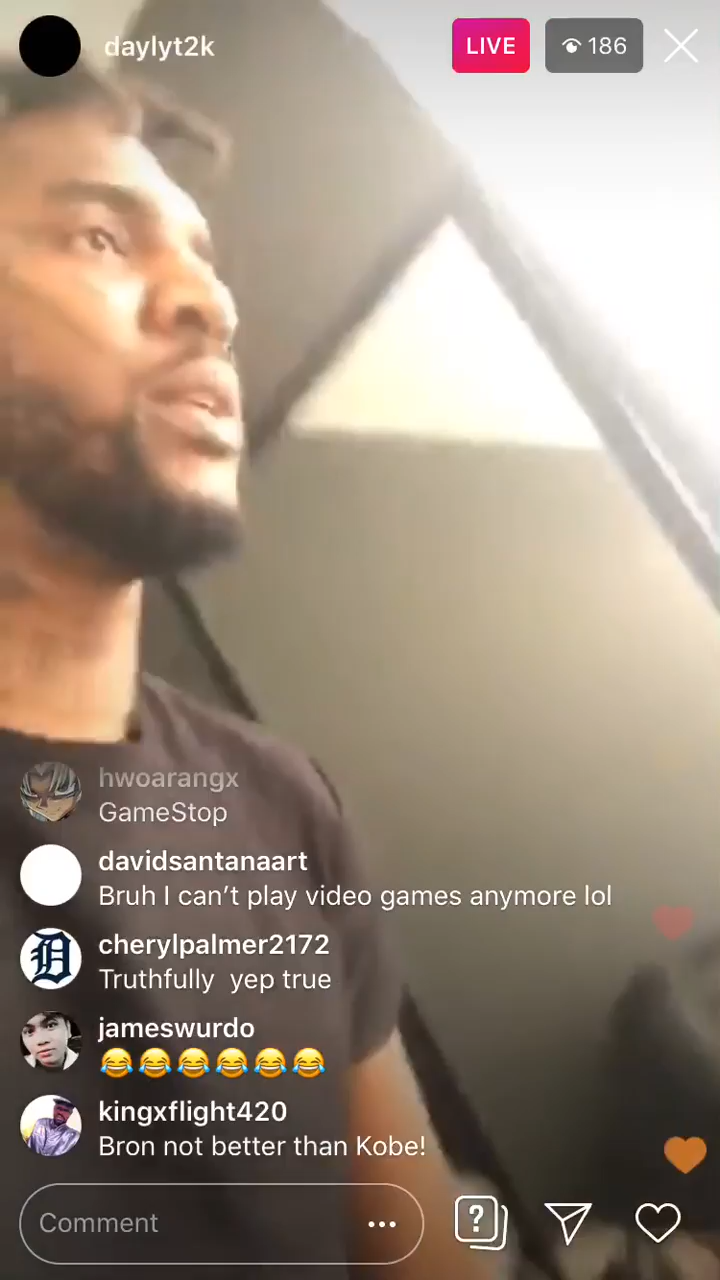 daylyt2k
LIVE
186
hwoarangx
GameStop
davidsantanaart
Bruh I can’t play video games anymore lol
cherylpalmer2172
Truthfully  yep true
jameswurdo
😂😂😂😂😂😂
kingxflight420
Bron not better than Kobe!
Comment
?